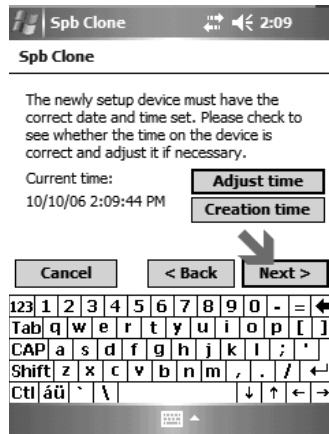 Spb Clone 2:09
Spb Clone
The newly setup device must have the
correct date and time set. Please check to
see whether the time on the device is
correct and adjust it if necessary.
Current time: Adjust time
10/10/06 2:09:44 PM Creation time
Cancel < Back Next >
123 1 2 3 4 5 6 7 8 9 0 - =
Tab q w e r t y u i o p [ ]
CAP a s d f g h j k l ; '
Shift z x c v b n m , . /
Ctl áü ` \ ↓ ↑ ← →